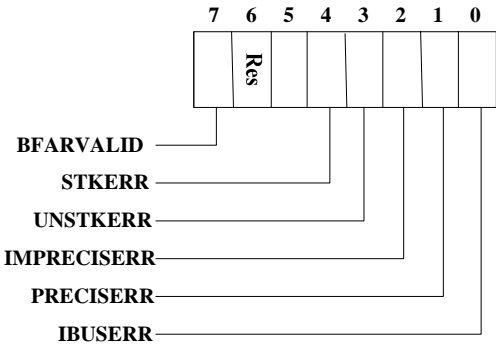 7 6 5 4 3 2 1 0
Res
BFARVALID
STKERR
UNSTKERR
IMPRECISERR
PRECISERR
IBUSERR